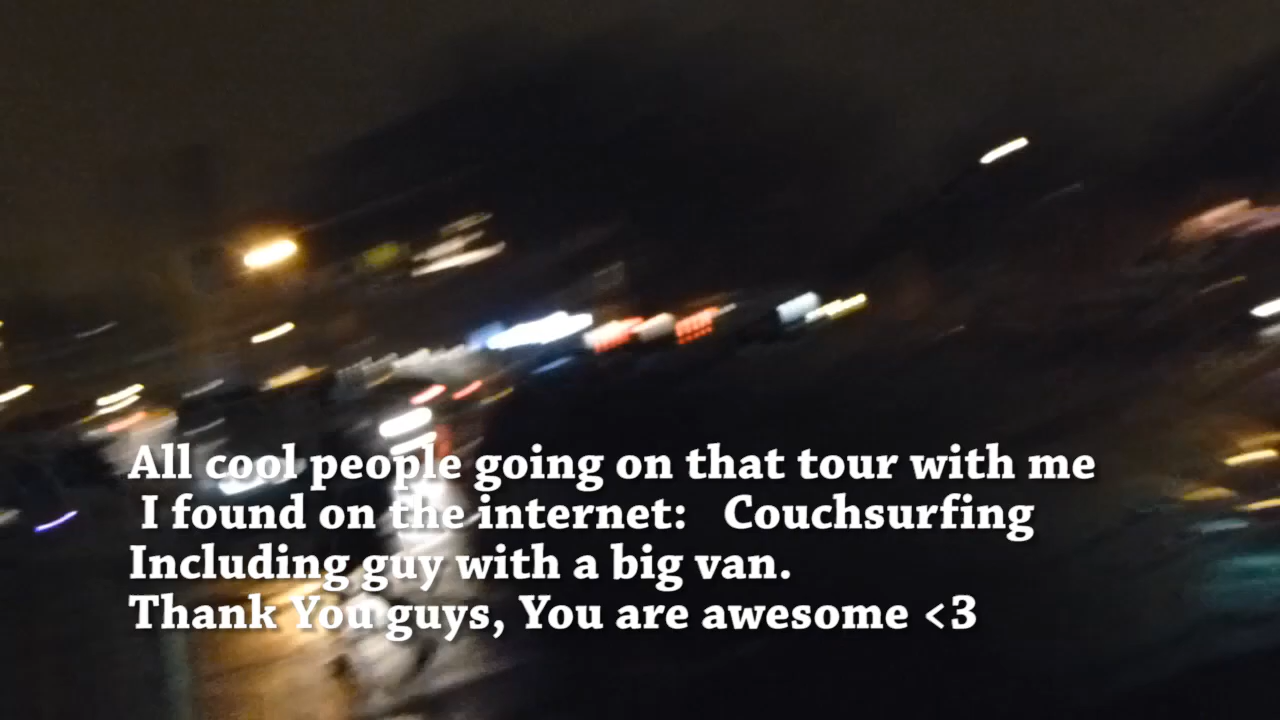 All cool people going on that tour with me
I found on the internet: Couchsurfing
Including guy with a big van.
Thank You guys, You are awesome <3